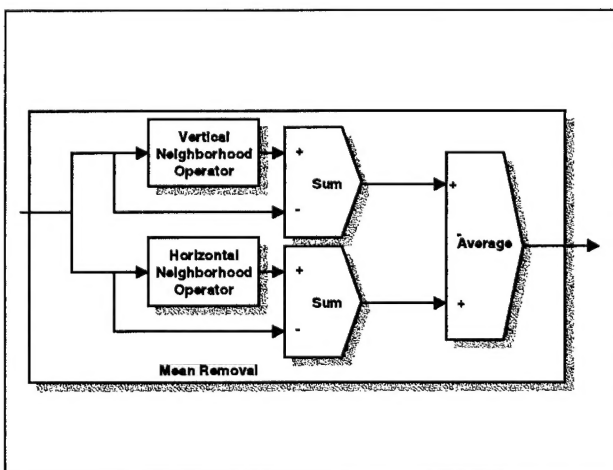 Vertical
Neighborhood
Operator
+
Sum
-
+
-
Average
Horizontal
Neighborhood
Operator
+
Sum
-
+
Mean Removal